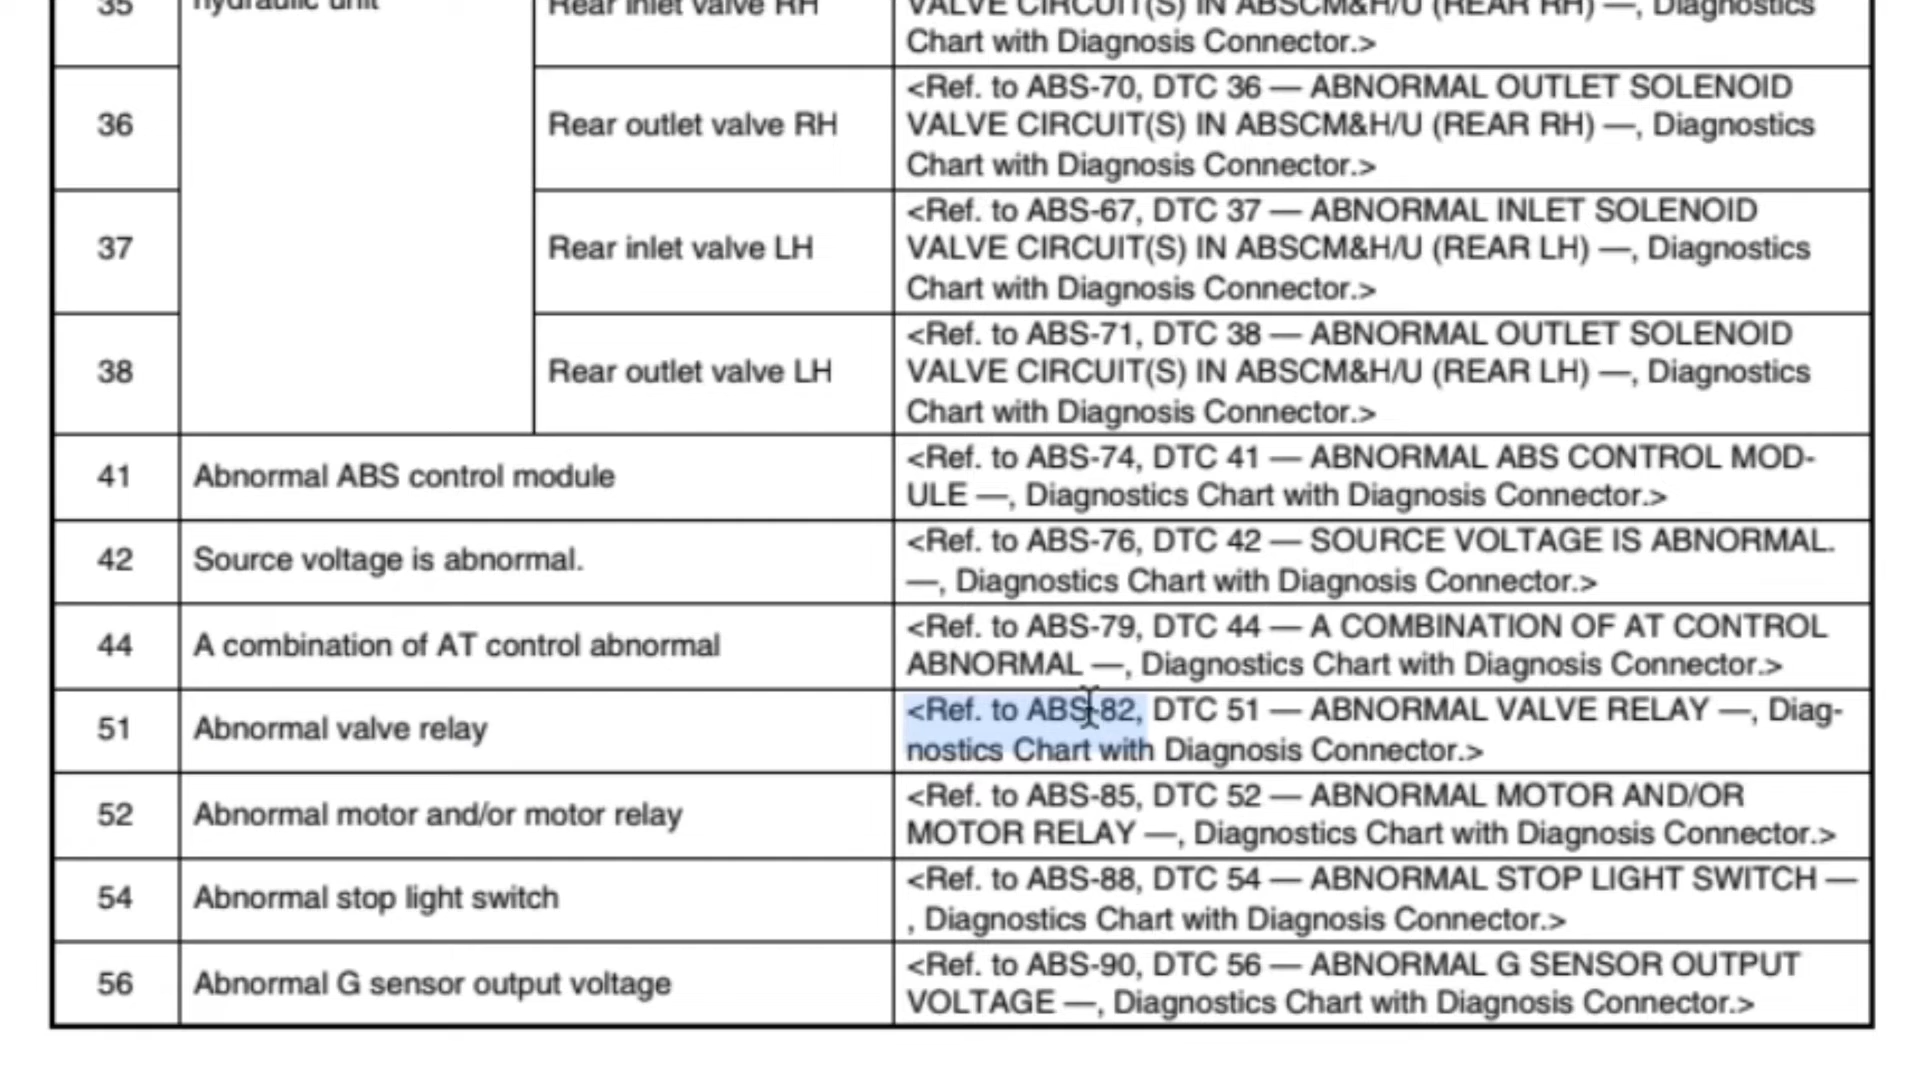 35
hydraulic unit
Rear inlet valve RH
VALVE CIRCUIT(S) IN ABSCM&H/U (REAR RH) —, Diagnostics
Chart with Diagnosis Connector.>
36
Rear outlet valve RH
<Ref. to ABS-70, DTC 36 — ABNORMAL OUTLET SOLENOID
VALVE CIRCUIT(S) IN ABSCM&H/U (REAR RH) —, Diagnostics
Chart with Diagnosis Connector.>
37
Rear inlet valve LH
<Ref. to ABS-67, DTC 37 — ABNORMAL INLET SOLENOID
VALVE CIRCUIT(S) IN ABSCM&H/U (REAR LH) —, Diagnostics
Chart with Diagnosis Connector.>
38
Rear outlet valve LH
<Ref. to ABS-71, DTC 38 — ABNORMAL OUTLET SOLENOID
VALVE CIRCUIT(S) IN ABSCM&H/U (REAR LH) —, Diagnostics
Chart with Diagnosis Connector.>
41
Abnormal ABS control module
<Ref. to ABS-74, DTC 41 — ABNORMAL ABS CONTROL MOD-
ULE —, Diagnostics Chart with Diagnosis Connector.>
42
Source voltage is abnormal.
<Ref. to ABS-76, DTC 42 — SOURCE VOLTAGE IS ABNORMAL.
—, Diagnostics Chart with Diagnosis Connector.>
44
A combination of AT control abnormal
<Ref. to ABS-79, DTC 44 — A COMBINATION OF AT CONTROL
ABNORMAL —, Diagnostics Chart with Diagnosis Connector.>
51
Abnormal valve relay
<Ref. to ABS-82, DTC 51 — ABNORMAL VALVE RELAY —, Diag-
nostics Chart with Diagnosis Connector.>
52
Abnormal motor and/or motor relay
<Ref. to ABS-85, DTC 52 — ABNORMAL MOTOR AND/OR
MOTOR RELAY —, Diagnostics Chart with Diagnosis Connector.>
54
Abnormal stop light switch
<Ref. to ABS-88, DTC 54 — ABNORMAL STOP LIGHT SWITCH —
, Diagnostics Chart with Diagnosis Connector.>
56
Abnormal G sensor output voltage
<Ref. to ABS-90, DTC 56 — ABNORMAL G SENSOR OUTPUT
VOLTAGE —, Diagnostics Chart with Diagnosis Connector.>